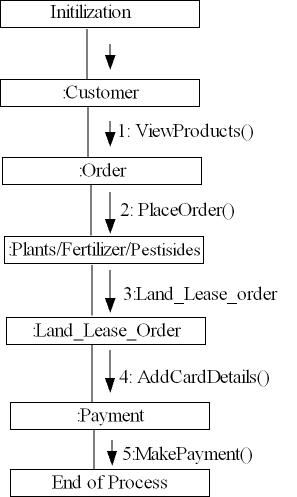 Initilization
:Customer
1: ViewProducts()
:Order
2: PlaceOrder()
:Plants/Fertilizer/Pestisides
3:Land_Lease_order
:Land_Lease_Order
4: AddCardDetails()
:Payment
5:MakePayment()
End of Process